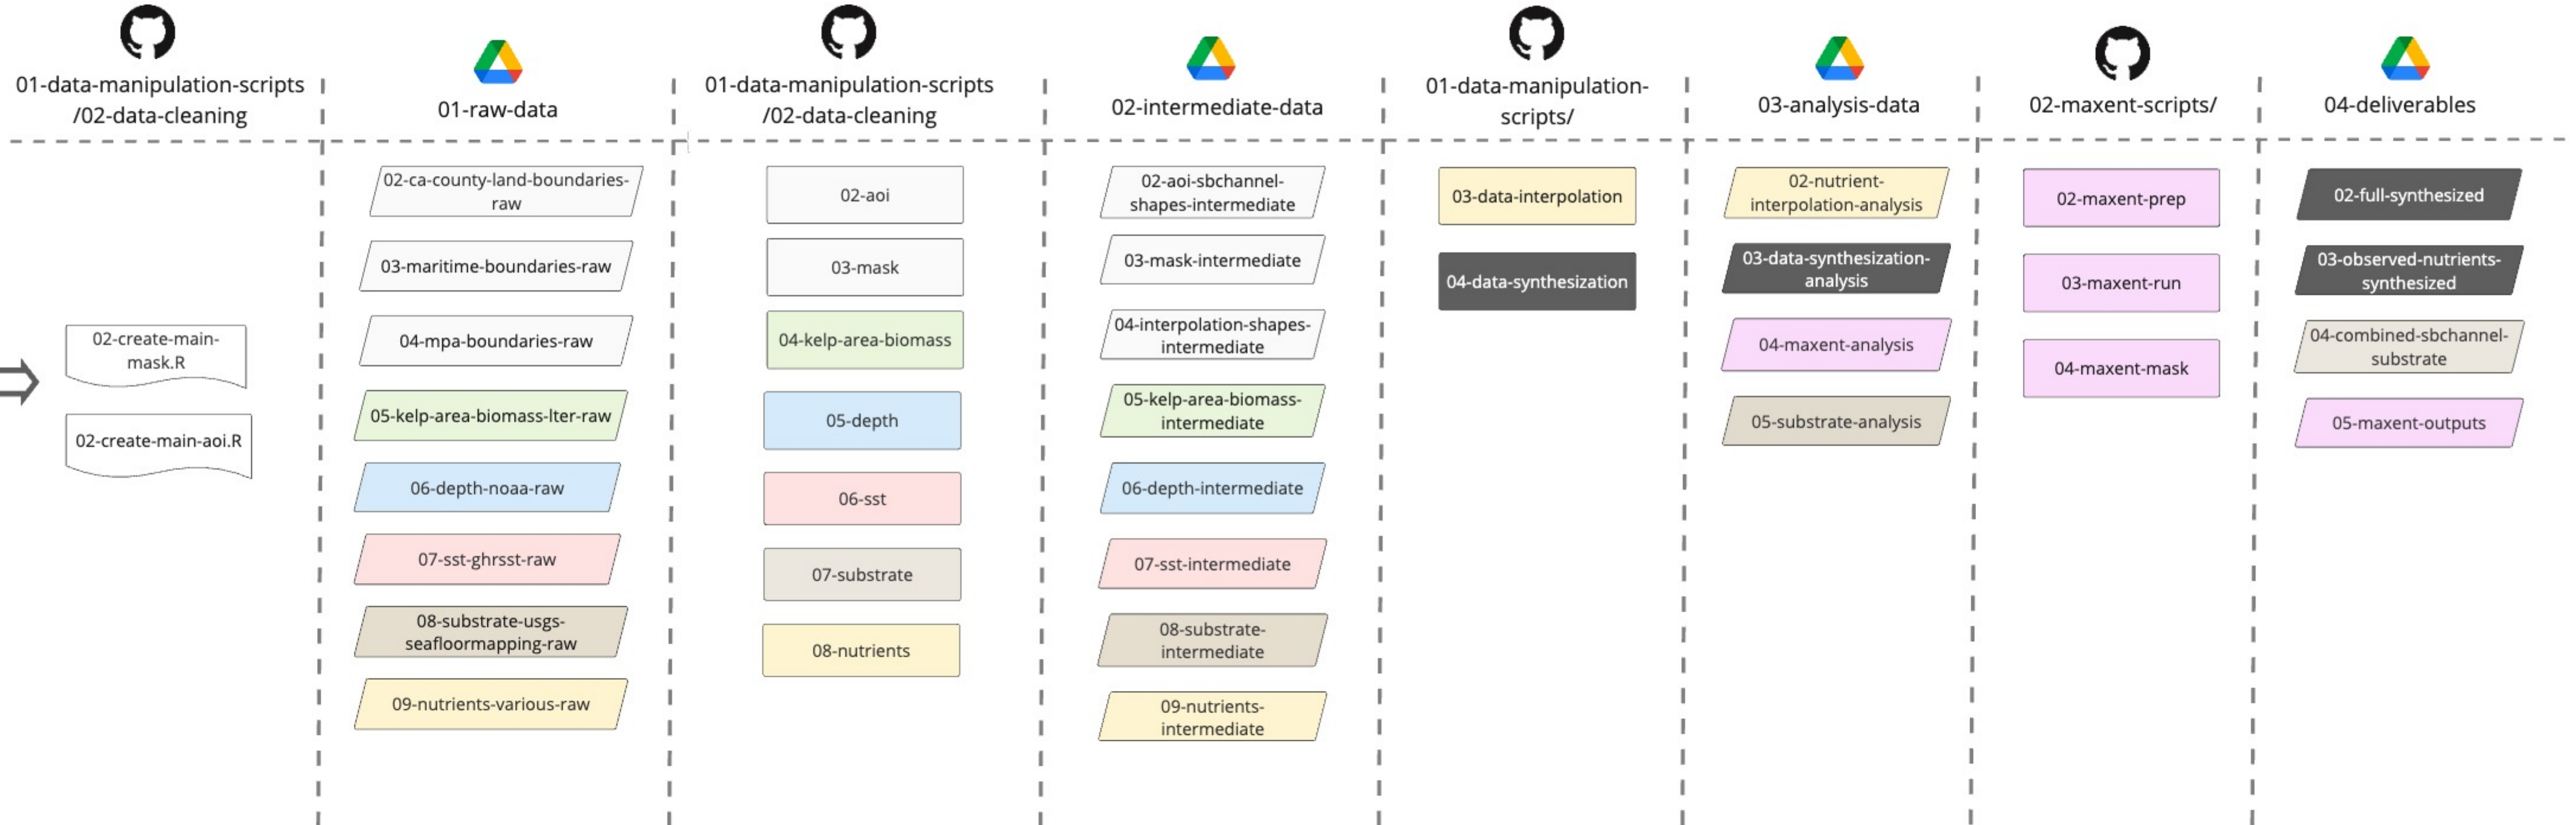 01-data-manipulation-scripts
/02-data-cleaning
02-create-main-
mask.R
02-create-main-aoi.R
01-raw-data
02-ca-county-land-boundaries-
raw
03-maritime-boundaries-raw
04-mpa-boundaries-raw
05-kelp-area-biomass-lter-raw
06-depth-noaa-raw
07-sst-ghrsst-raw
08-substrate-usgs-
seafloormapping-raw
09-nutrients-various-raw
01-data-manipulation-scripts
/02-data-cleaning
02-aoi
03-mask
04-kelp-area-biomass
05-depth
06-sst
07-substrate
08-nutrients
02-intermediate-data
02-aoi-sbchannel-
shapes-intermediate
03-mask-intermediate
04-interpolation-shapes-
intermediate
05-kelp-area-biomass-
intermediate
06-depth-intermediate
07-sst-intermediate
08-substrate-
intermediate
09-nutrients-
intermediate
01-data-manipulation-
scripts/
03-data-interpolation
04-data-synthesization
03-analysis-data
02-nutrient-
interpolation-analysis
03-data-synthesization-
analysis
04-maxent-analysis
05-substrate-analysis
02-maxent-scripts/
02-maxent-prep
03-maxent-run
04-maxent-mask
04-deliverables
02-full-synthesized
03-observed-nutrients-
synthesized
04-combined-sbchannel-
substrate
05-maxent-outputs